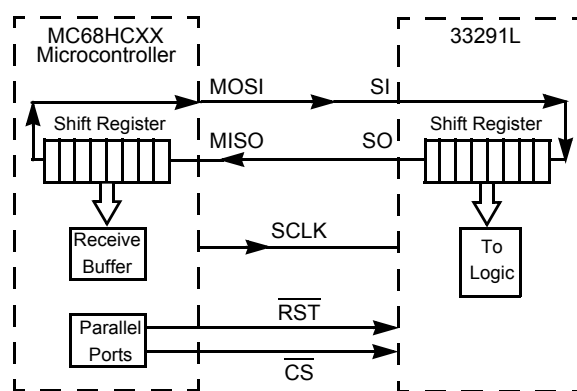 MC68HCXX
Microcontroller
33291L
MOSI
SI
Shift Register
Shift Register
MISO
SO
Receive
Buffer
SCLK
To
Logic
Parallel
Ports
RST
CS